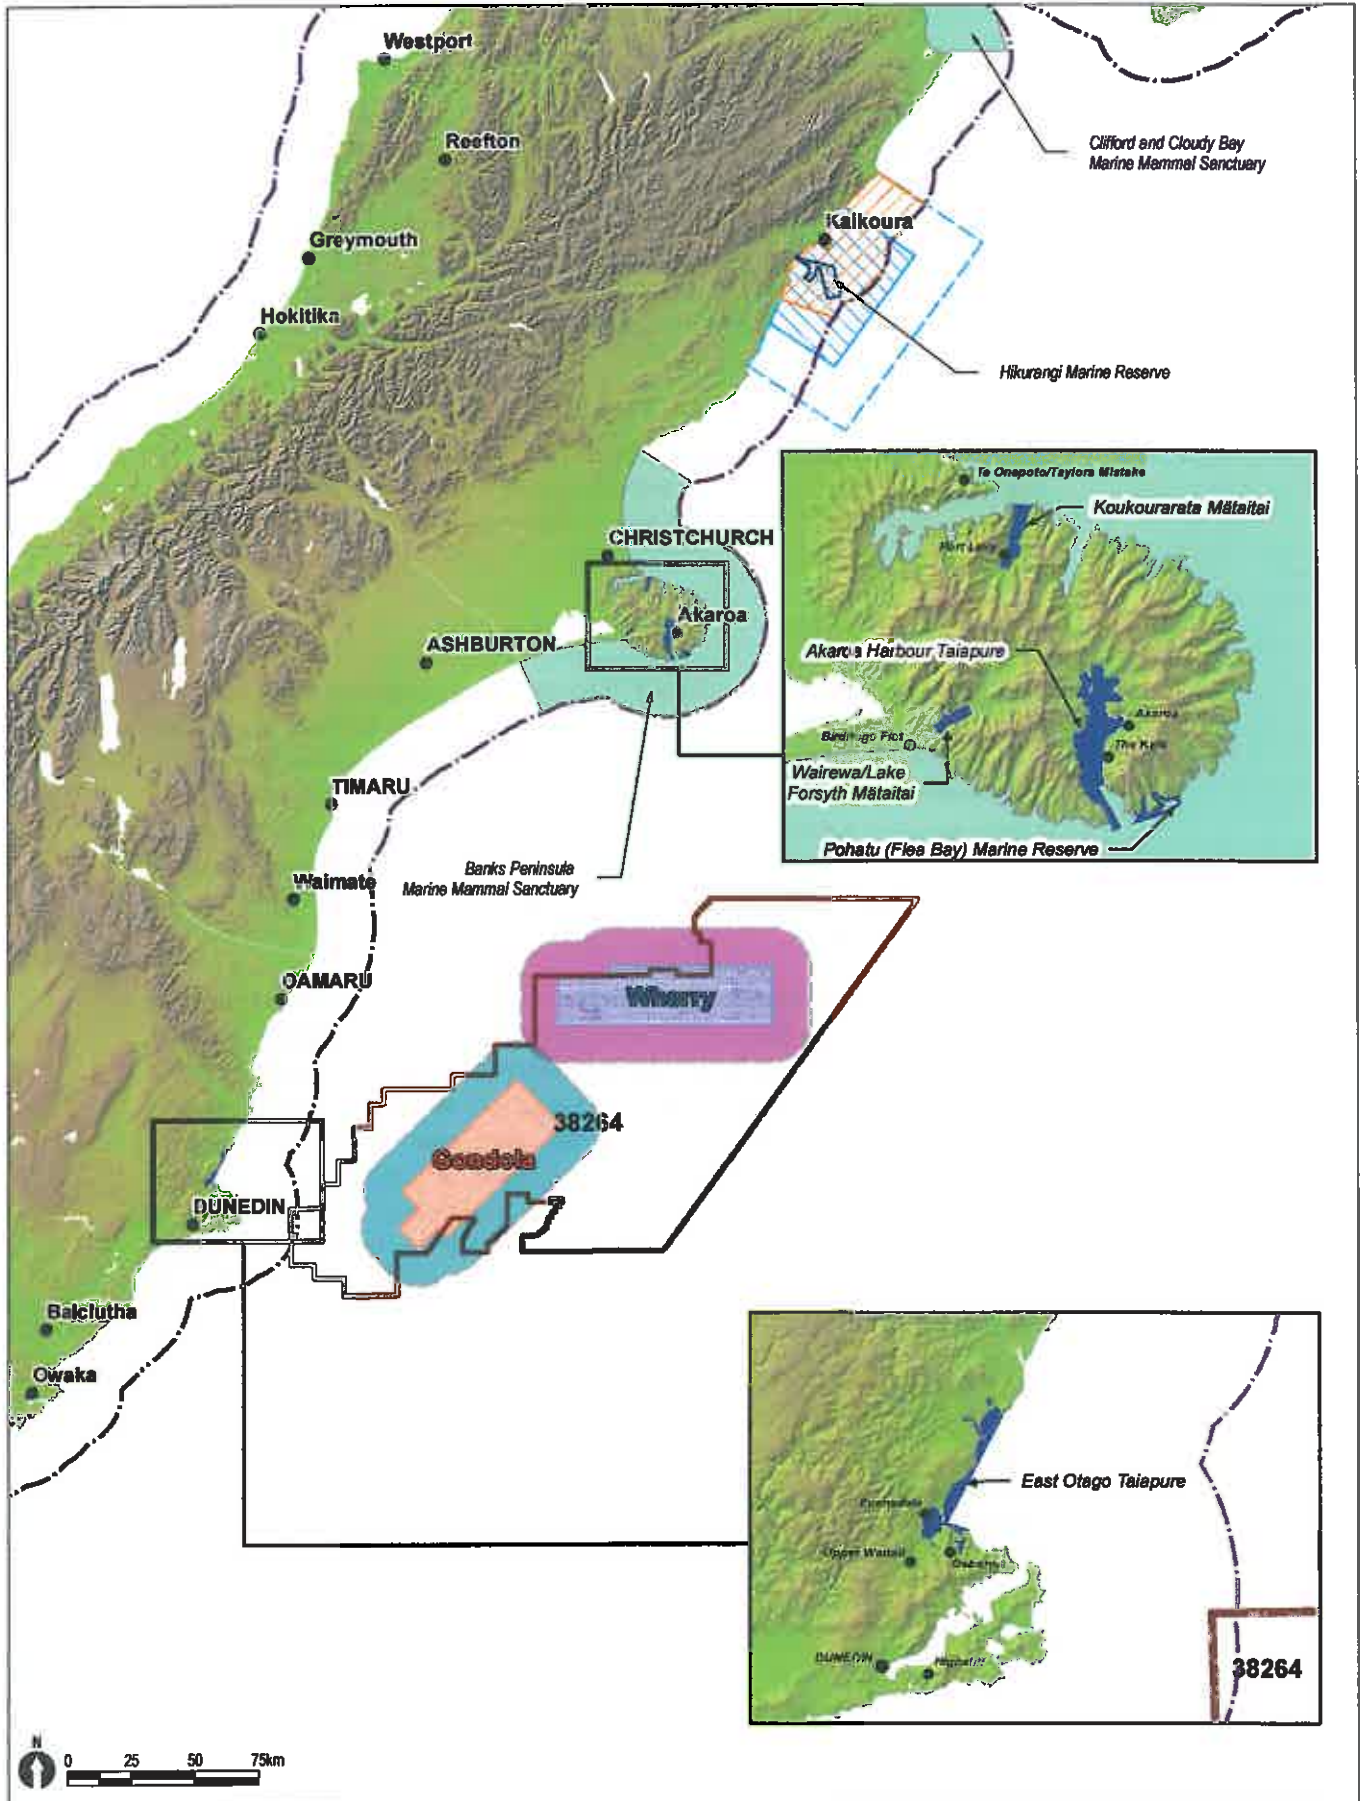 Westport
Reefton
Clifford and Cloudy Bay
Marine Mammal Sanctuary
Kaikoura
Greymouth
Hokitika
Hikurangi Marine Reserve
Te Onepoto/Taylors Mistake
Koukourarata Mātaitai
CHRISTCHURCH
Akaroa
Akaroa Harbour Taiapure
ASHBURTON
Akaroa
Wairewa/Lake
Forsyth Mātaitai
TIMARU
Pohatu (Flea Bay) Marine Reserve
Banks Peninsula
Marine Mammal Sanctuary
Waimate
OAMARU
Wherry
38264
Gondola
DUNEDIN
Balclutha
Owaka
East Otago Taiapure
Upper Waitati
DUNEDIN
38264
N
0 25 50 75km